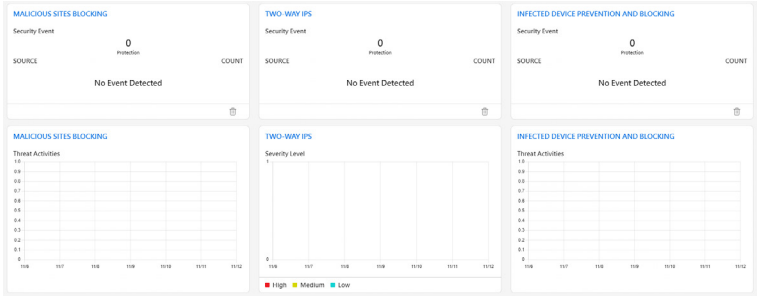 MALICIOUS SITES BLOCKING
Security Event
0
Protection
SOURCE COUNT
No Event Detected
TWO-WAY IPS
Security Event
0
Protection
SOURCE COUNT
No Event Detected
INFECTED DEVICE PREVENTION AND BLOCKING
Security Event
0
Protection
SOURCE COUNT
No Event Detected
MALICIOUS SITES BLOCKING
Threat Activities
1.0
0.9
0.8
0.7
0.6
0.5
0.4
0.3
0.2
0.1
0
11/6 11/7 11/8 11/9 11/10 11/11 11/12
TWO-WAY IPS
Severity Level
1
0
11/6 11/7 11/8 11/9 11/10 11/11 11/12
High Medium Low
INFECTED DEVICE PREVENTION AND BLOCKING
Threat Activities
1.0
0.9
0.8
0.7
0.6
0.5
0.4
0.3
0.2
0.1
0
11/6 11/7 11/8 11/9 11/10 11/11 11/12